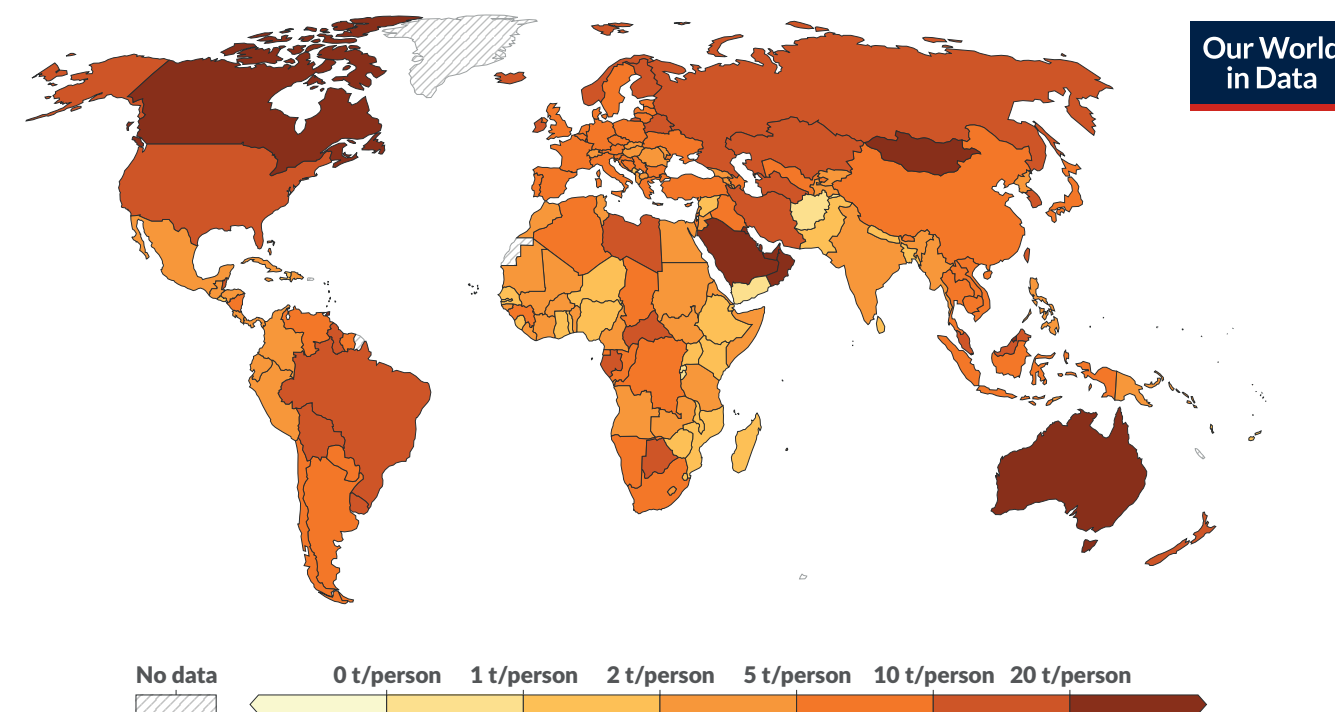 Our World
in Data
No data
0 t/person
1 t/person
2 t/person
5 t/person
10 t/person
20 t/person